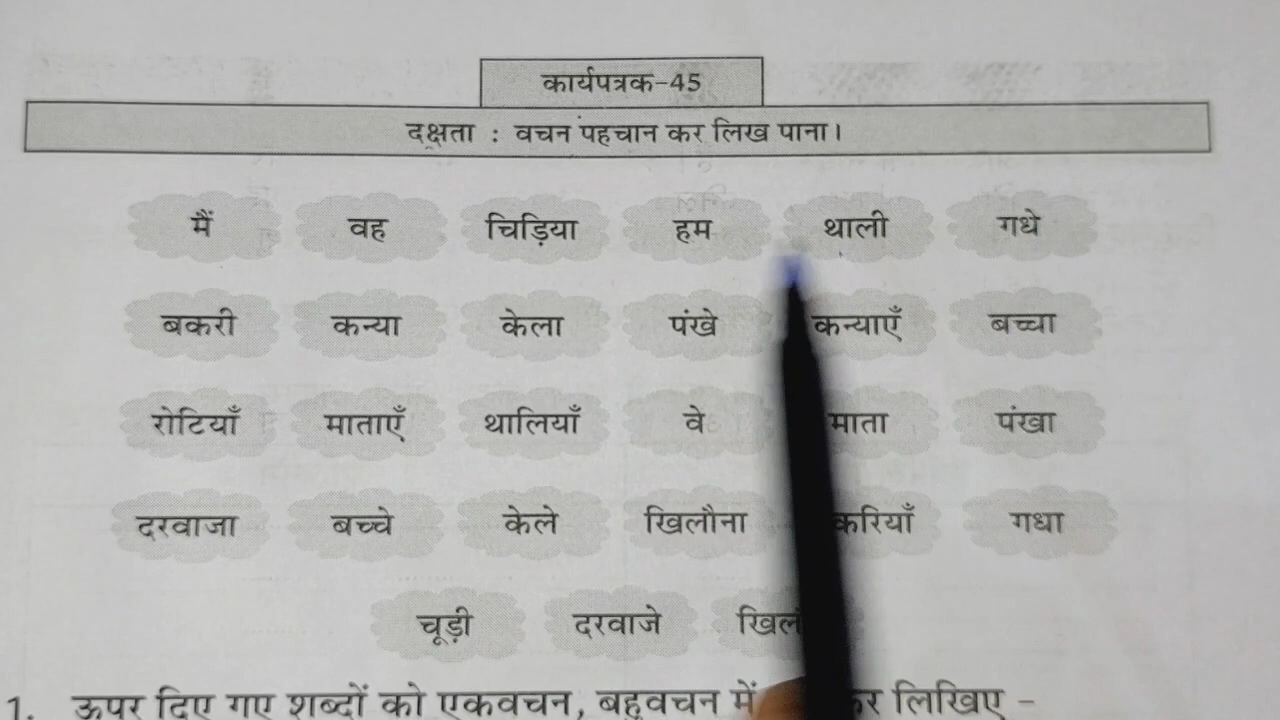 कार्यपत्रक-45
दक्षता : वचन पहचान कर लिख पाना।
मैं वह चिड़िया हम थाली गधे
बकरी कन्या केला पंखे कन्याएँ बच्चा
रोटियाँ माताएँ थालियाँ वे माता पंखा
दरवाजा बच्चे केले खिलौना गधा
चूड़ी दरवाजे
1. ऊपर दिए गए शब्दों को एकवचन, बहुवचन में लिखिए -